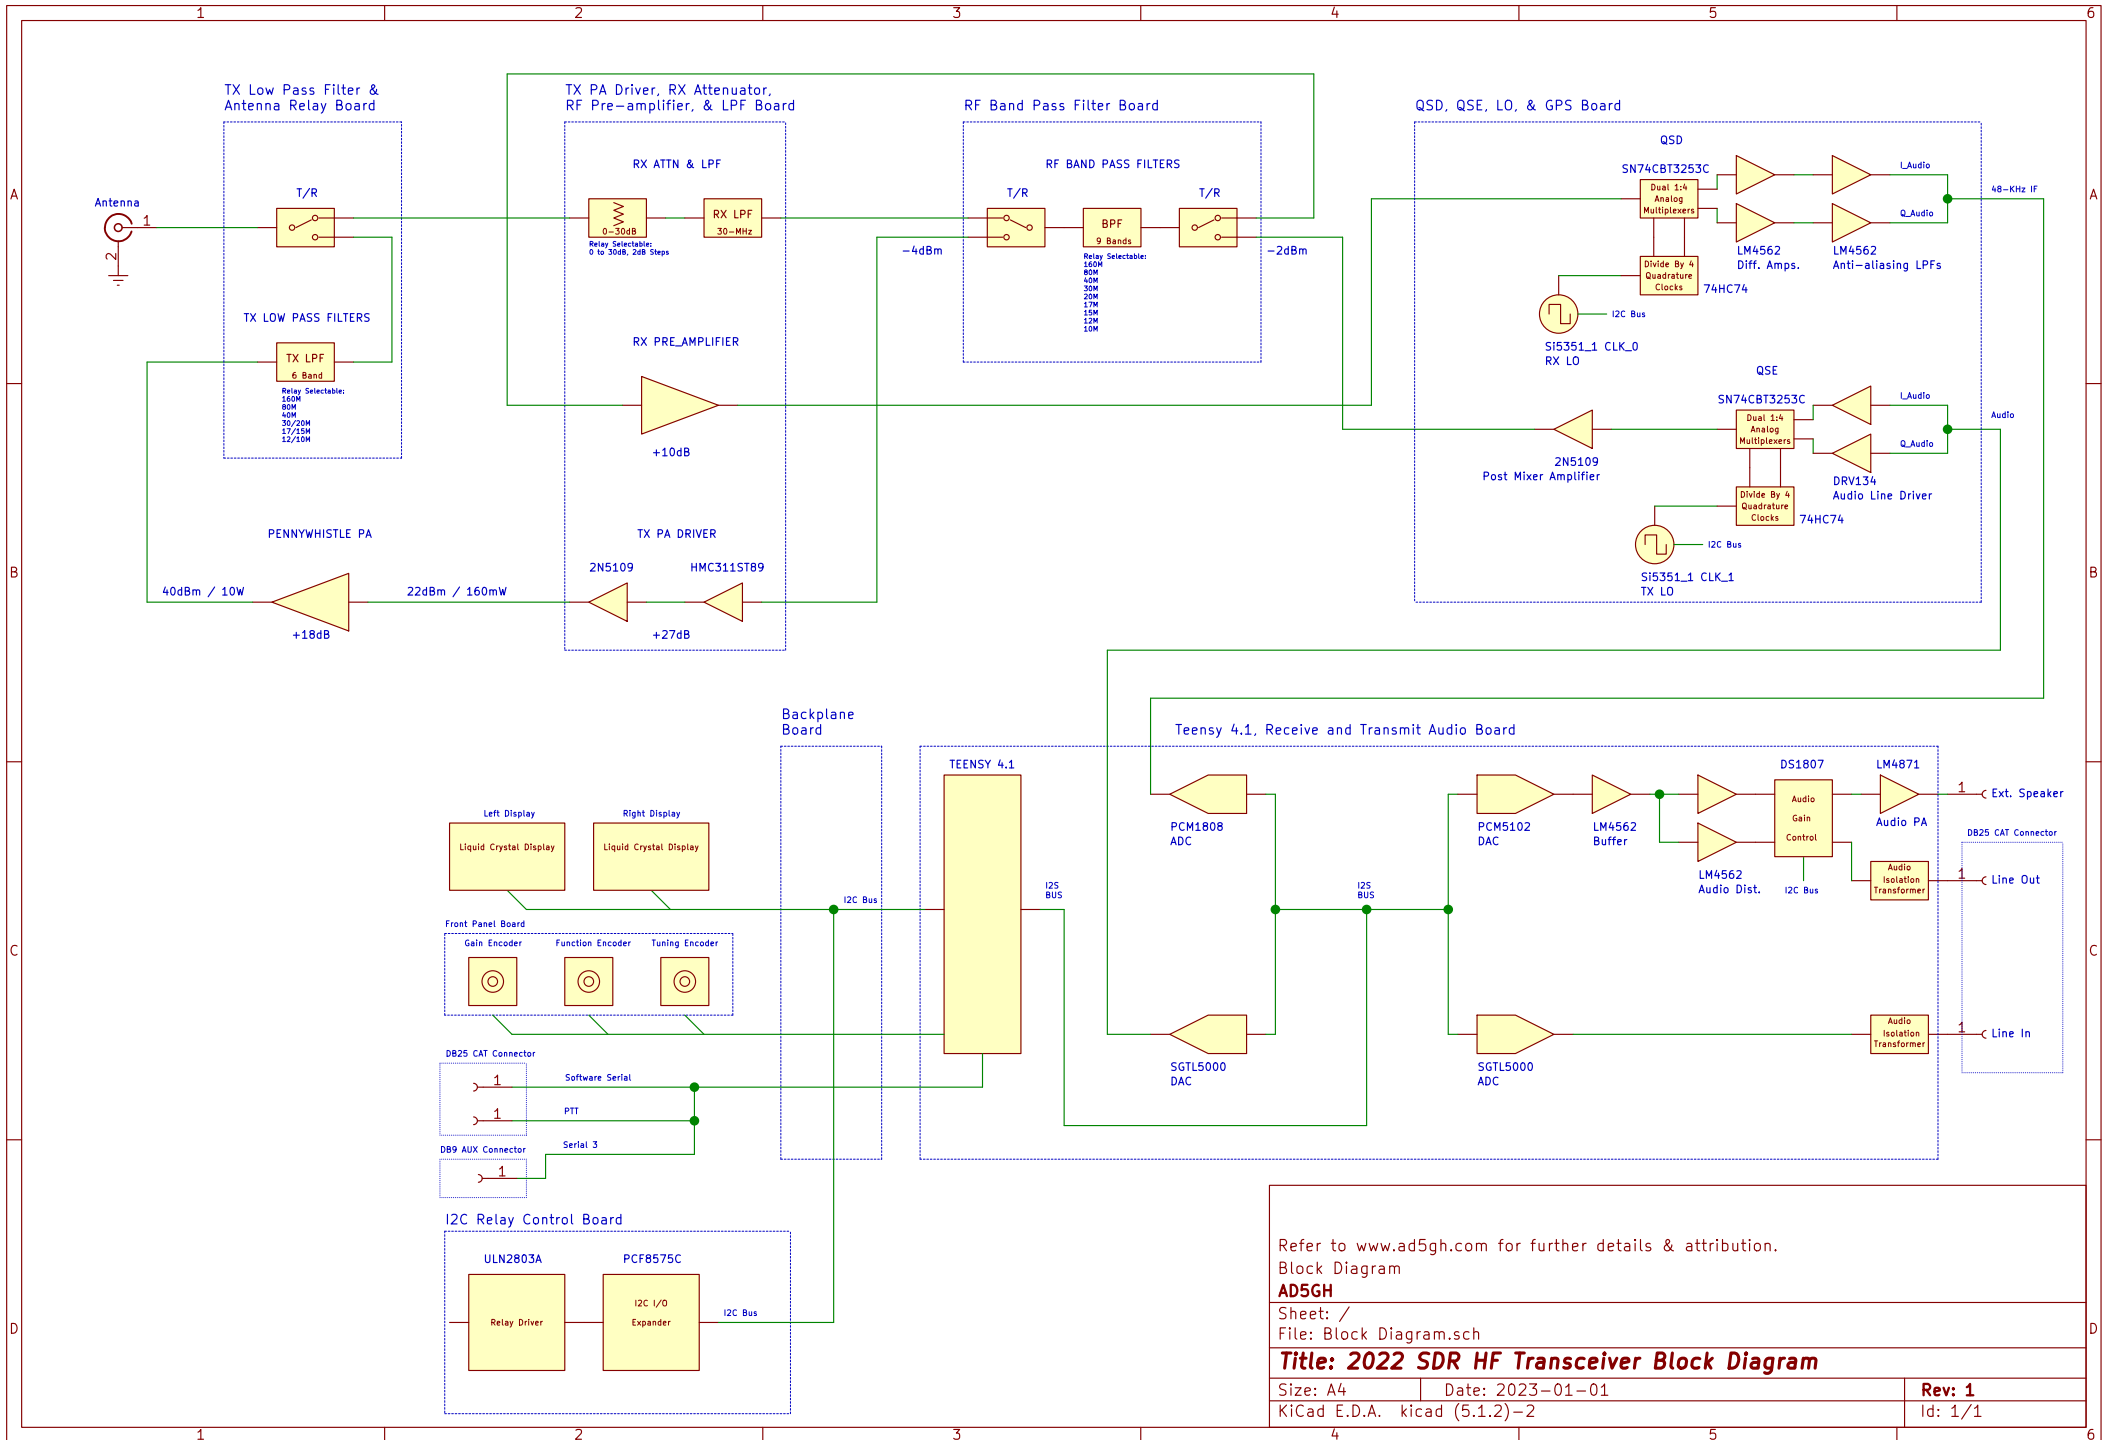 1 2 3 4 5 6
TX Low Pass Filter &
Antenna Relay Board
TX PA Driver, RX Attenuator,
RF Pre-amplifier, & LPF Board
RF Band Pass Filter Board
QSD, QSE, LO, & GPS Board
A
A
Antenna
1
2
T/R
TX LOW PASS FILTERS
TX LPF
6 Band
Relay Selectable:
160M
80M
40M
30/20M
17/15M
12/10M
RX ATTN & LPF
0-30dB
Relay Selectable:
0 to 30dB, 2dB Steps
RX LPF
30-MHz
RX PRE_AMPLIFIER
+10dB
TX PA DRIVER
2N5109
HMC311ST89
+27dB
PENNYWHISTLE PA
40dBm / 10W
22dBm / 160mW
+18dB
RF BAND PASS FILTERS
T/R
T/R
-4dBm
BPF
9 Bands
-2dBm
Relay Selectable:
160M
80M
40M
30M
20M
17M
15M
12M
10M
QSD
SN74CBT3253C
Dual 1:4
Analog
Multiplexers
I_Audio
Q_Audio
48-KHz IF
LM4562
Diff. Amps.
LM4562
Anti-aliasing LPFs
Divide By 4
Quadrature
Clocks
74HC74
I2C Bus
Si5351_1 CLK_0
RX LO
QSE
SN74CBT3253C
Dual 1:4
Analog
Multiplexers
I_Audio
Q_Audio
Audio
2N5109
Post Mixer Amplifier
DRV134
Audio Line Driver
Divide By 4
Quadrature
Clocks
74HC74
I2C Bus
Si5351_1 CLK_1
TX LO
B
B
Backplane
Board
Teensy 4.1, Receive and Transmit Audio Board
TEENSY 4.1
Left Display
Liquid Crystal Display
Right Display
Liquid Crystal Display
I2C Bus
Front Panel Board
Gain Encoder
Function Encoder
Tuning Encoder
DB25 CAT Connector
1
Software Serial
1
PTT
DB9 AUX Connector
1
Serial 3
I2S
BUS
PCM1808
ADC
SGTL5000
DAC
I2S
BUS
PCM5102
DAC
SGTL5000
ADC
LM4562
Buffer
LM4562
Audio Dist.
DS1807
Audio
Gain
Control
I2C Bus
LM4871
Audio PA
1
Ext. Speaker
DB25 CAT Connector
Audio
Isolation
Transformer
1
Line Out
Audio
Isolation
Transformer
1
Line In
C
C
I2C Relay Control Board
ULN2803A
Relay Driver
PCF8575C
I2C I/O
Expander
I2C Bus
D
D
Refer to www.ad5gh.com for further details & attribution.
Block Diagram
AD5GH
Sheet: /
File: Block Diagram.sch
Title: 2022 SDR HF Transceiver Block Diagram
Size: A4
Date: 2023-01-01
Rev: 1
KiCad E.D.A. kicad (5.1.2)-2
Id: 1/1
1 2 3 4 5 6